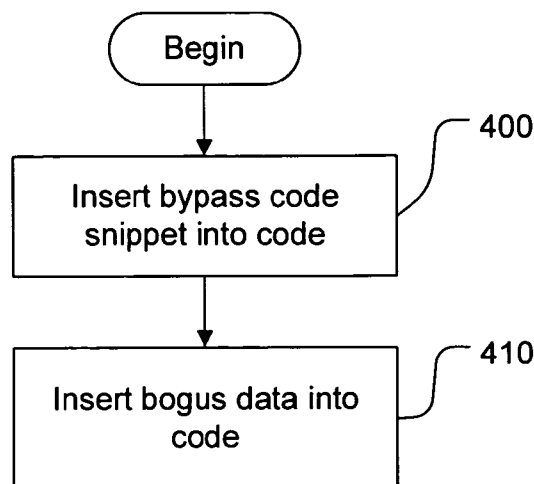 Begin
400
Insert bypass code
snippet into code
410
Insert bogus data into
code